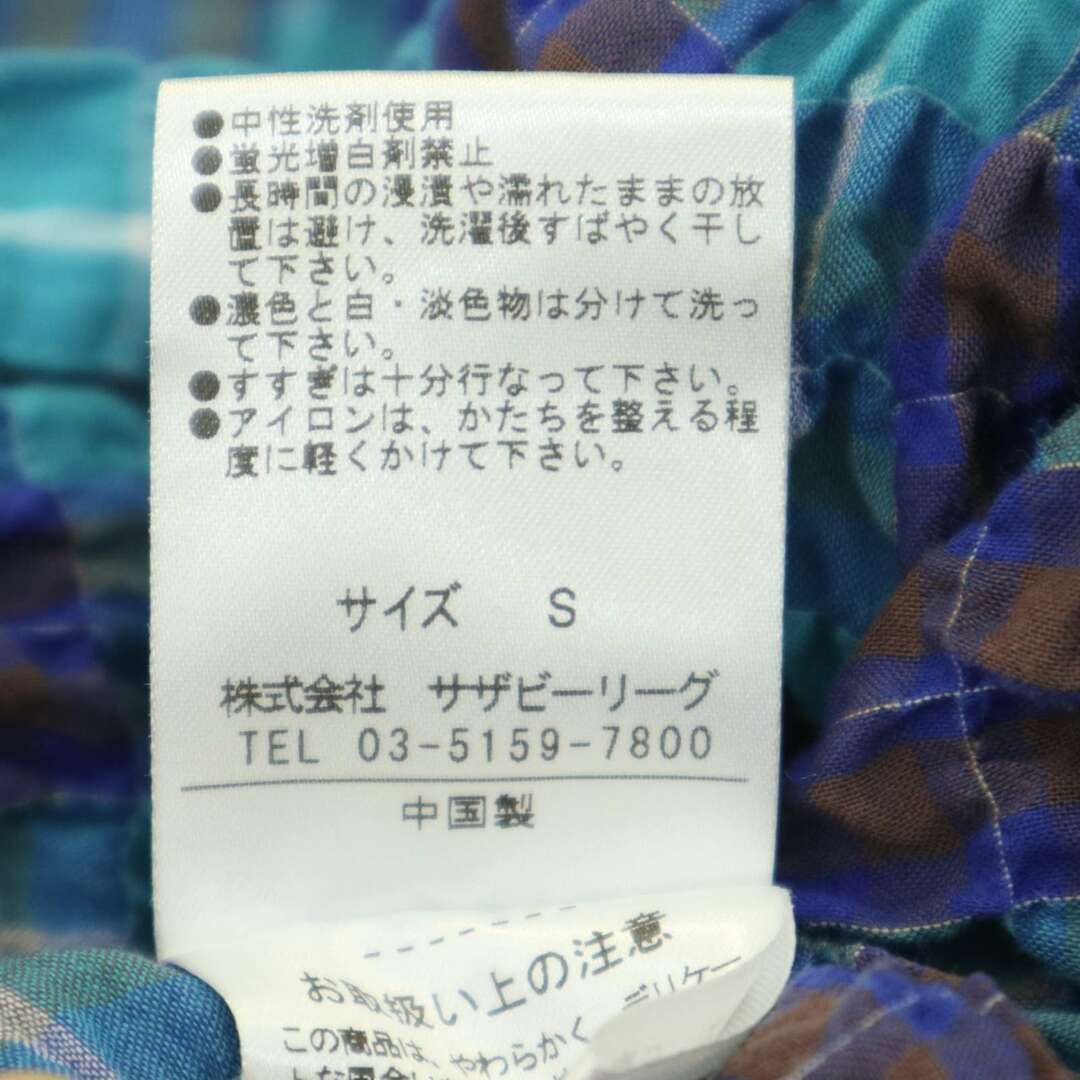 ●中性洗剤使用
●蛍光増白剤禁止
●長時間の浸漬や濡れたままの放
置は避け、洗濯後すばやく干し
て下さい。
●濃色と白・淡色物は分けて洗っ
て下さい。
●すすぎは十分行なって下さい。
●アイロンは、かたちを整える程
度に軽くかけて下さい。
サイズ S
株式会社 サザビーリーグ
TEL 03-5159-7800
中国製
お取扱い上の注意
この商品は、やわらかく デリケー